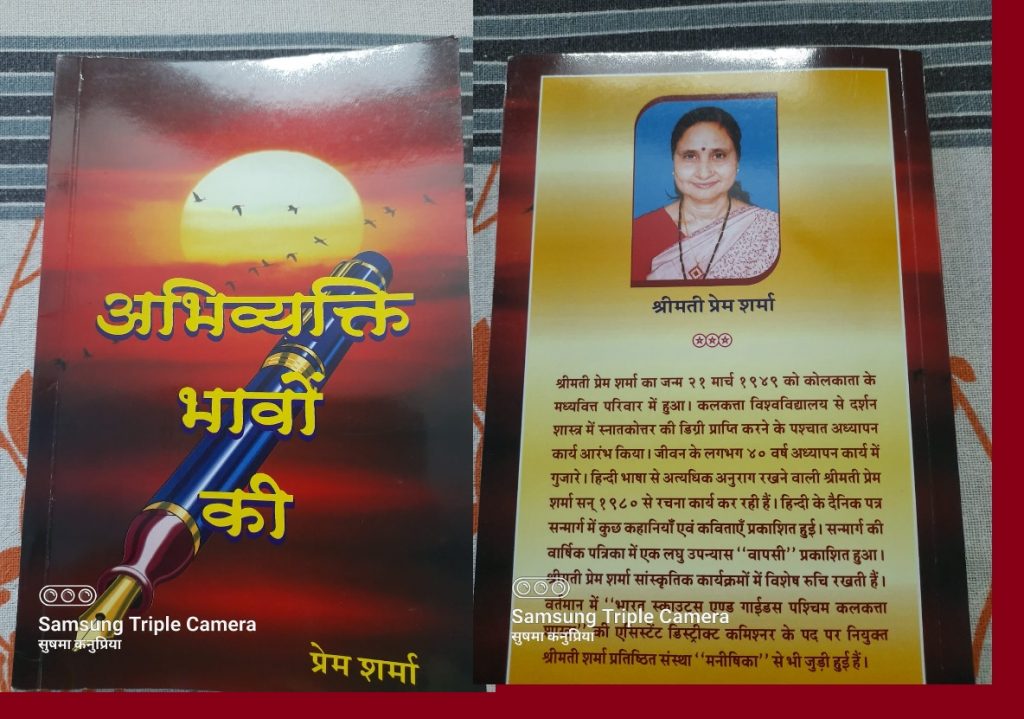 अभिव्यक्ति
भावों
की
Samsung Triple Camera
सुषमा कनुप्रिया
प्रेम शर्मा
श्रीमती प्रेम शर्मा
श्रीमती प्रेम शर्मा का जन्म २१ मार्च १९४९ को कोलकाता के
मध्यवित्त परिवार में हुआ। कलकत्ता विश्वविद्यालय से दर्शन
शास्त्र में स्नातकोत्तर की डिग्री प्राप्ति करने के पश्चात अध्यापन
कार्य आरंभ किया। जीवन के लगभग ४० वर्ष अध्यापन कार्य में
गुजारे। हिन्दी भाषा से अत्यधिक अनुराग रखने वाली श्रीमती प्रेम
शर्मा सन् १९८० से रचना कार्य कर रही हैं। हिन्दी के दैनिक पत्र
सन्मार्ग में कुछ कहानियाँ एवं कविताएँ प्रकाशित हुई। सन्मार्ग की
वार्षिक पत्रिका में एक लघु उपन्यास ‘‘वापसी’’ प्रकाशित हुआ।
श्रीमती प्रेम शर्मा सांस्कृतिक कार्यक्रमों में विशेष रुचि रखती हैं।
वर्तमान में ‘‘भारत स्काउटस एण्ड गाईडस पश्चिम कलकत्ता
की एसिस्टेंट डिस्ट्रीक्ट कमिश्नर के पद पर नियुक्त
श्रीमती शर्मा प्रतिष्ठित संस्था ‘‘मनीषिका’’ से भी जुड़ी हुई हैं।
Samsung Triple Camera
सुषमा कनुप्रिया